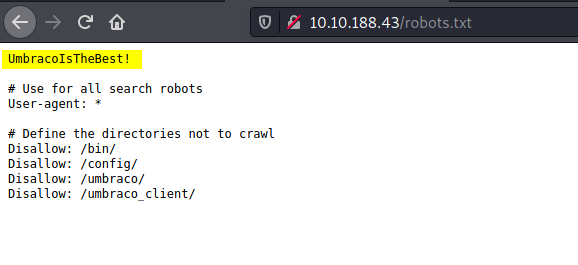 10.10.188.43/robots.txt
UmbracoIsTheBest!
# Use for all search robots
User-agent: *
# Define the directories not to crawl
Disallow: /bin/
Disallow: /config/
Disallow: /umbraco/
Disallow: /umbraco_client/